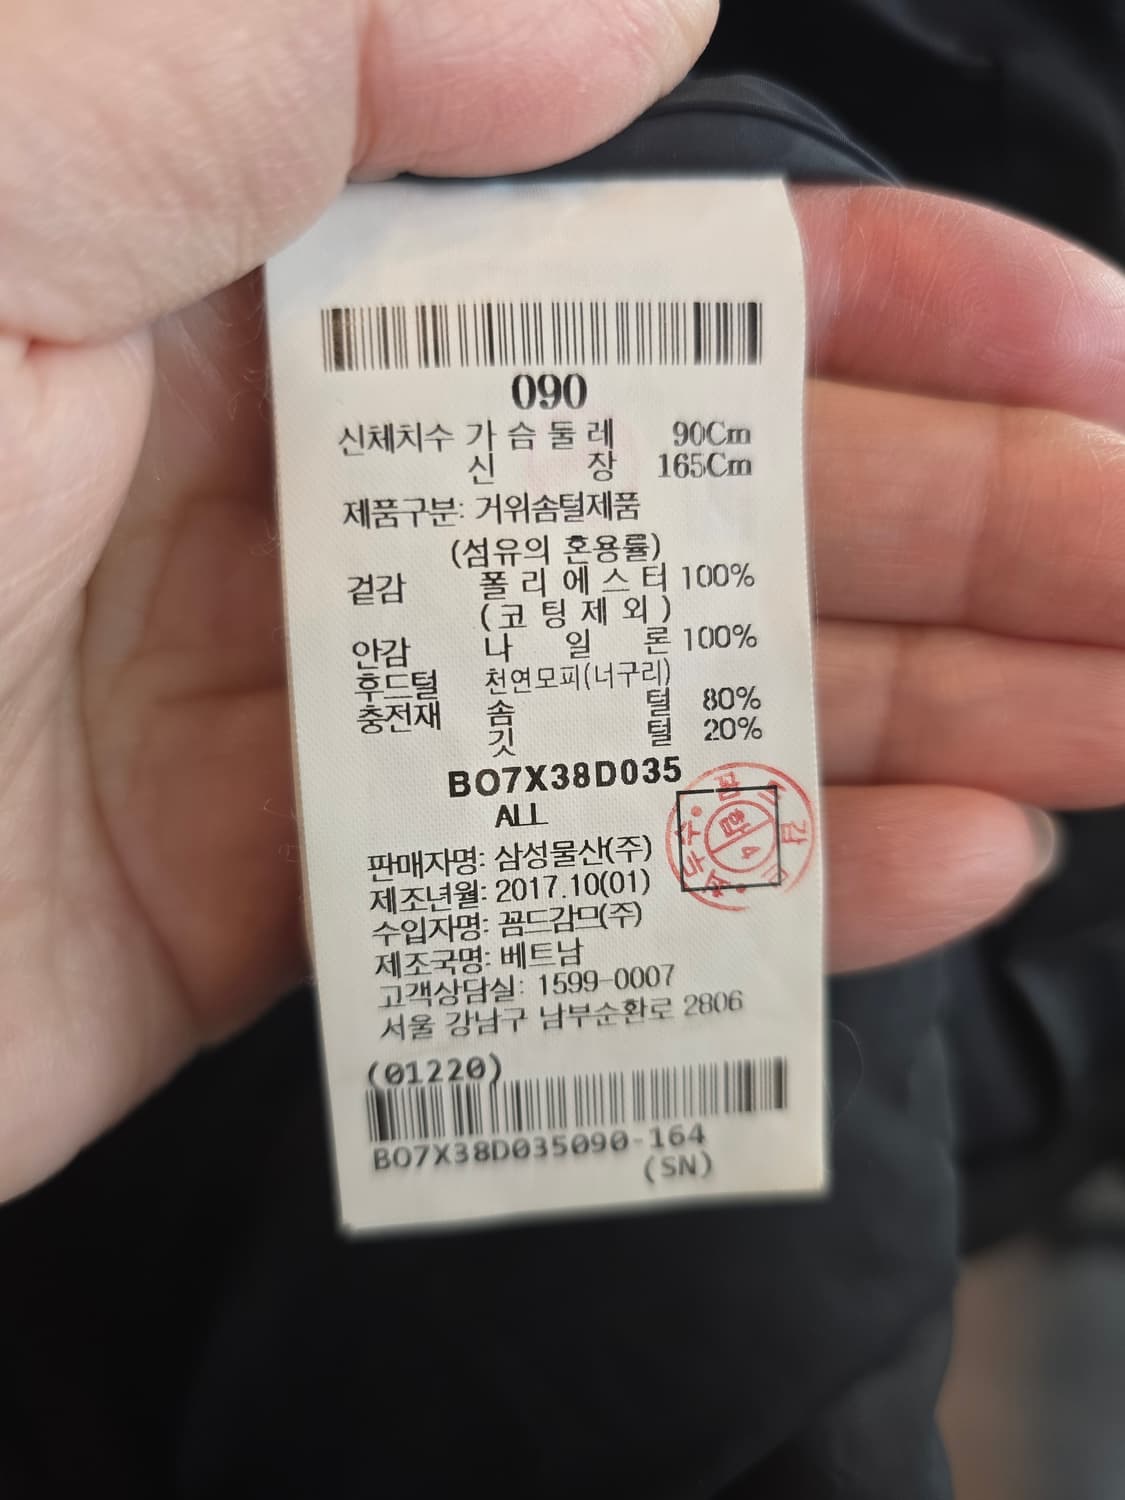 090
신체치수 가슴둘레 90Cm
신장 165Cm
제품구분: 거위솜털제품
(섬유의 혼용률)
겉감 폴리에스터 100%
(코팅제외)
안감 나일론 100%
후드털 천연모피(너구리)
충전재 솜털 80%
깃털 20%
BO7X38D035
ALL
판매자명: 삼성물산(주)
제조년월: 2017.10(01)
수입자명: 꼼드감므(주)
제조국명: 베트남
고객상담실: 1599-0007
서울 강남구 남부순환로 2806
(01220)
BO7X38D035090-164
(SN)
합
4